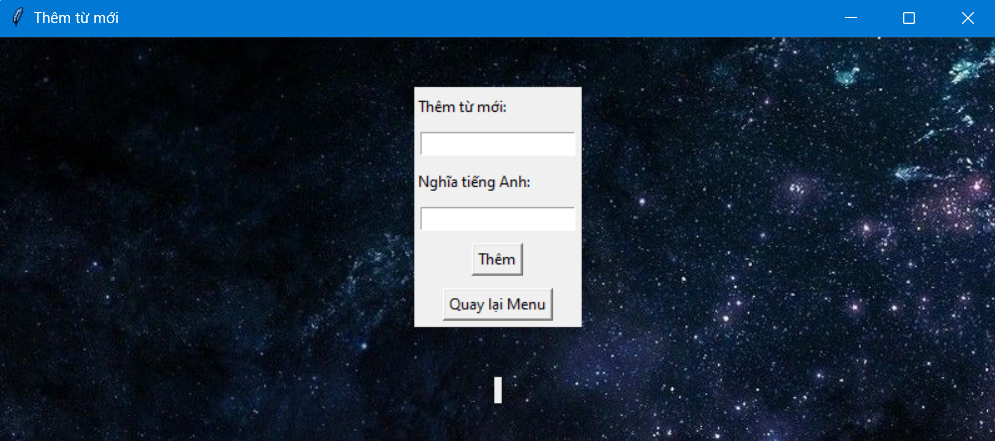 Thêm từ mới
Thêm từ mới:
Nghĩa tiếng Anh:
Thêm
Quay lại Menu